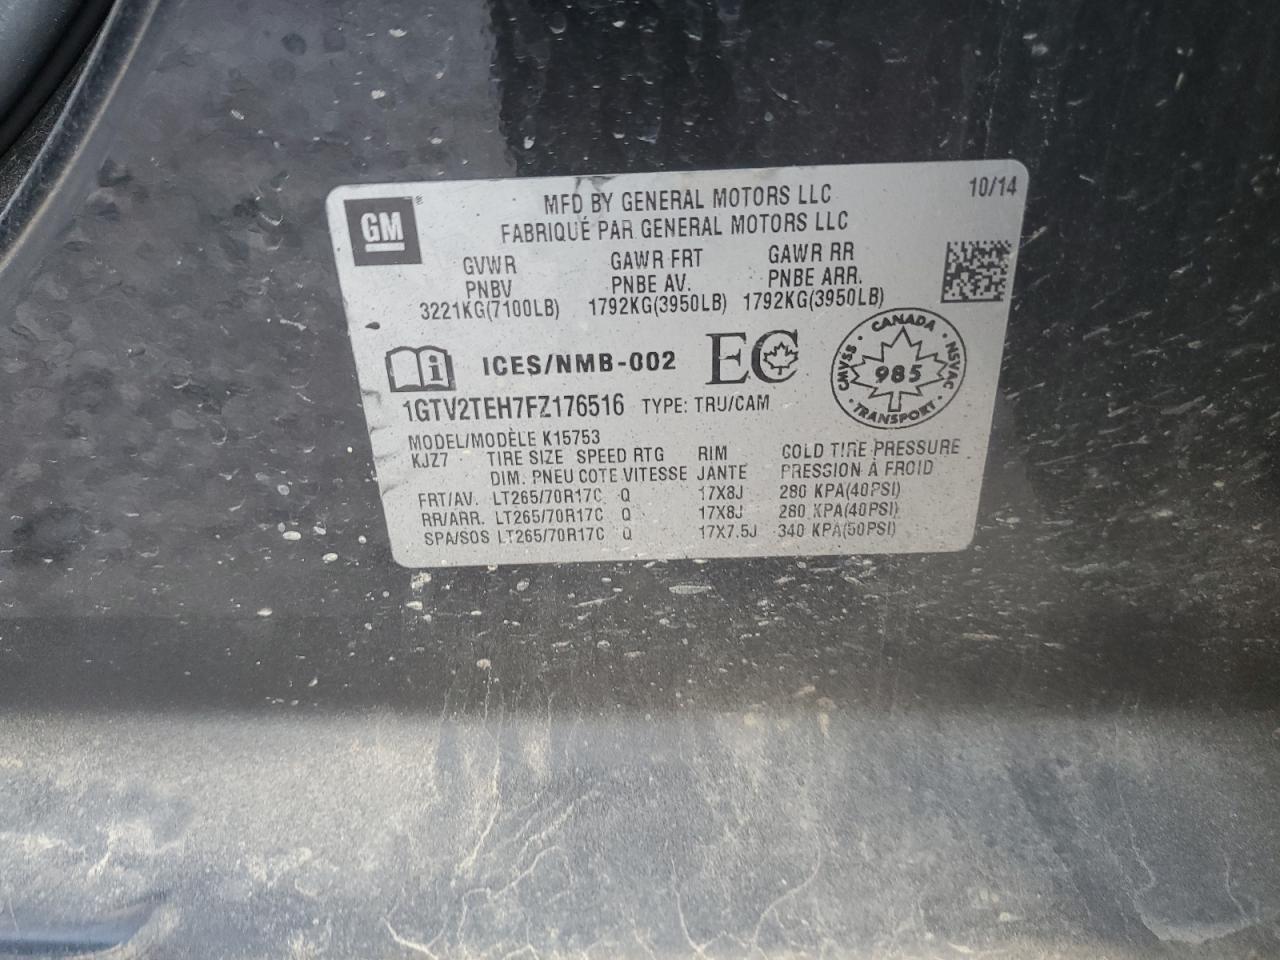 GM
10/14
MFD BY GENERAL MOTORS LLC
FABRIQUÉ PAR GENERAL MOTORS LLC
GVWR GAWR FRT GAWR RR
PNBV PNBE AV. PNBE ARR.
3221KG(7100LB) 1792KG(3950LB) 1792KG(3950LB)
i ICES/NMB-002 EC
CANADA
CMVSS 985 NSVAC
TRANSPORT
1GTV2TEH7FZ176516 TYPE: TRU/CAM
MODEL/MODÈLE K15753
KJZ7 TIRE SIZE SPEED RTG RIM COLD TIRE PRESSURE
DIM. PNEU COTE VITESSE JANTE PRESSION À FROID
FRT/AV. LT265/70R17C Q 17X8J 280 KPA(40PSI)
RR/ARR. LT265/70R17C Q 17X8J 280 KPA(40PSI)
SPA/SOS LT265/70R17C Q 17X7.5J 340 KPA(50PSI)